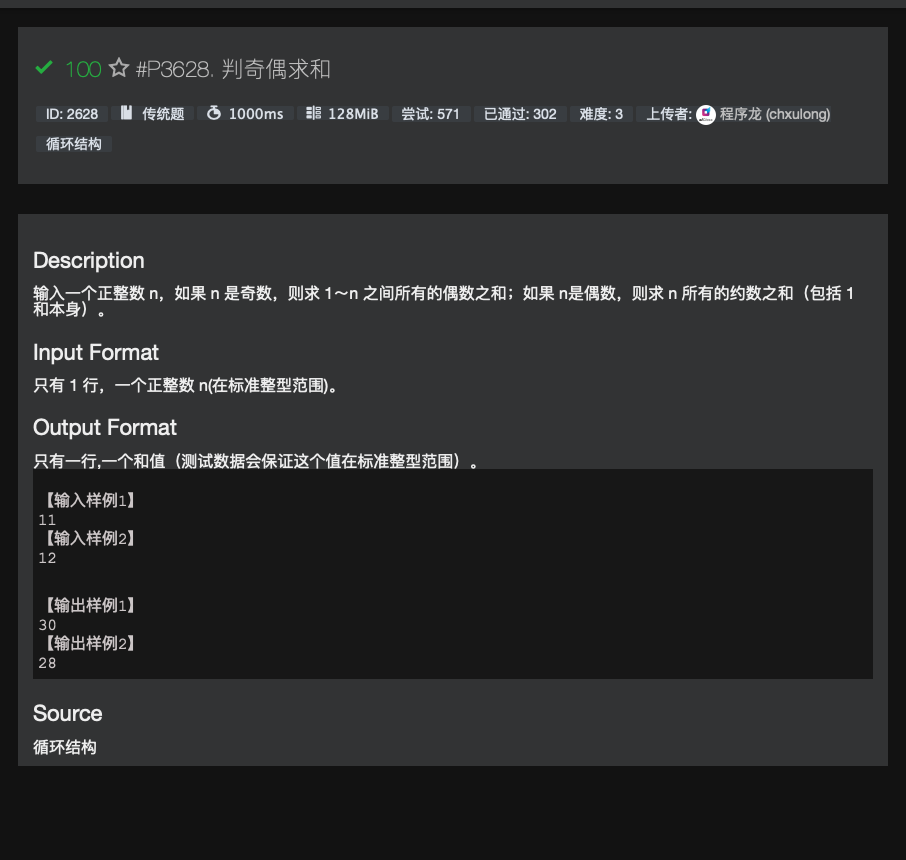 100 #P3628. 判奇偶求和
ID: 2628 传统题 1000ms 128MiB 尝试: 571 已通过: 302 难度: 3 上传者: 程序龙 (chxulong)
循环结构
Description
输入一个正整数 n，如果 n 是奇数，则求 1～n 之间所有的偶数之和；如果 n是偶数，则求 n 所有的约数之和（包括 1
和本身）。
Input Format
只有 1 行，一个正整数 n(在标准整型范围)。
Output Format
只有一行,一个和值（测试数据会保证这个值在标准整型范围）。
【输入样例1】
11
【输入样例2】
12
【输出样例1】
30
【输出样例2】
28
Source
循环结构